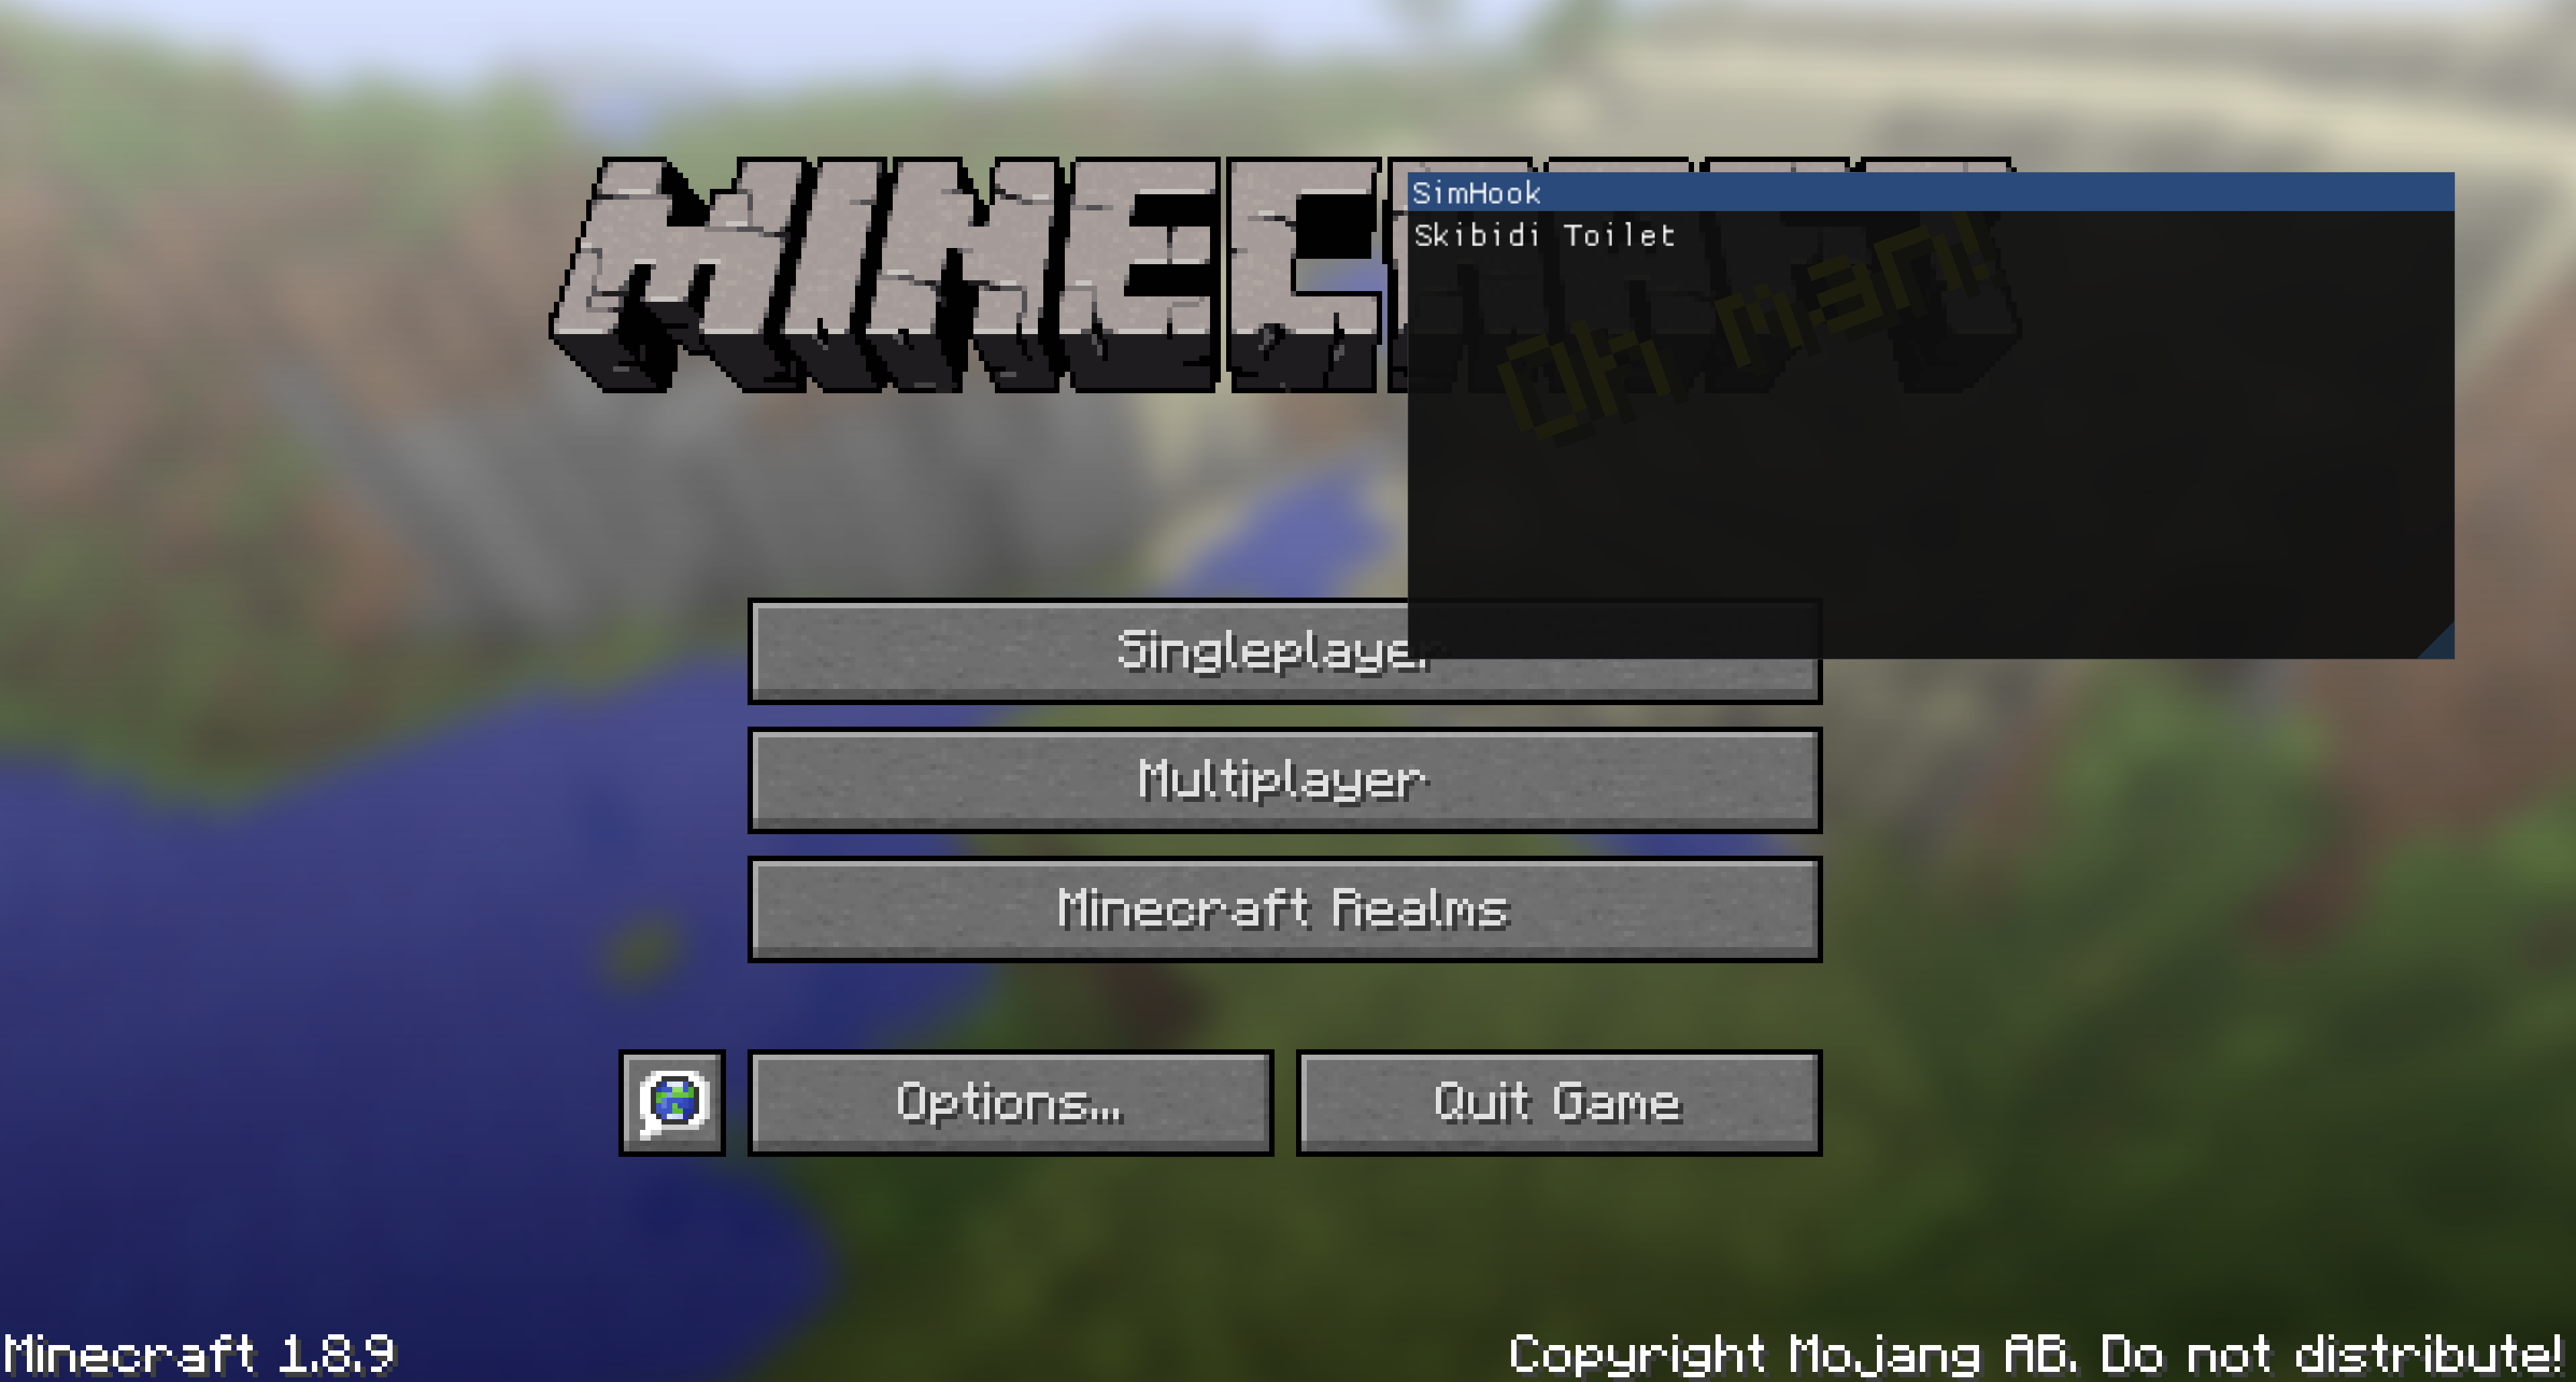 MINEC
SimHook
Skibidi Toilet
Oh man!
Singleplayer
Multiplayer
Minecraft Realms
Options...
Quit Game
Minecraft 1.8.9
Copyright Mojang AB. Do not distribute!